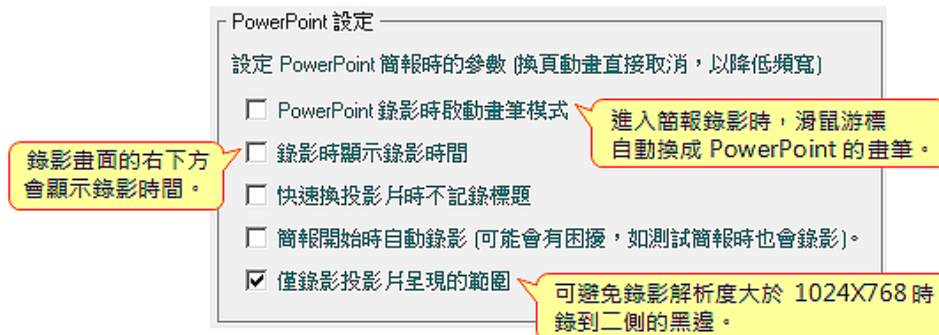 PowerPoint 設定
設定 PowerPoint 簡報時的參數 (換頁動畫直接取消，以降低頻寬)
PowerPoint 錄影時啟動畫筆模式
進入簡報錄影時，滑鼠游標
自動換成 PowerPoint 的畫筆。
錄影時顯示錄影時間
錄影畫面的右下方
會顯示錄影時間。
快速換投影片時不記錄標題
簡報開始時自動錄影 (可能會有困擾，如測試簡報時也會錄影)。
僅錄影投影片呈現的範圍
可避免錄影解析度大於 1024X768 時
錄到二側的黑邊。